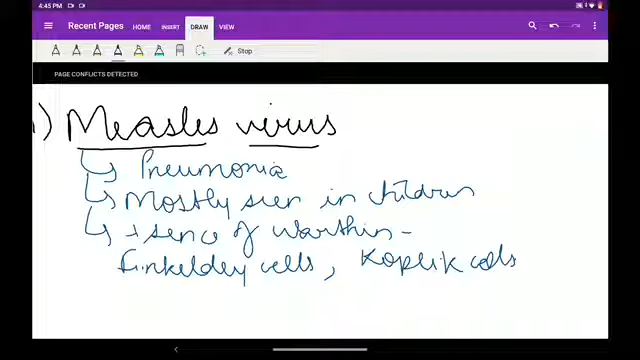 4:45 PM
Recent Pages HOME INSERT DRAW VIEW
Stop
PAGE CONFLICTS DETECTED
) Measles virus
Pneumonia
Mostly seen in children
+sence of warthin-
Finkeldey cells, Koplik cells